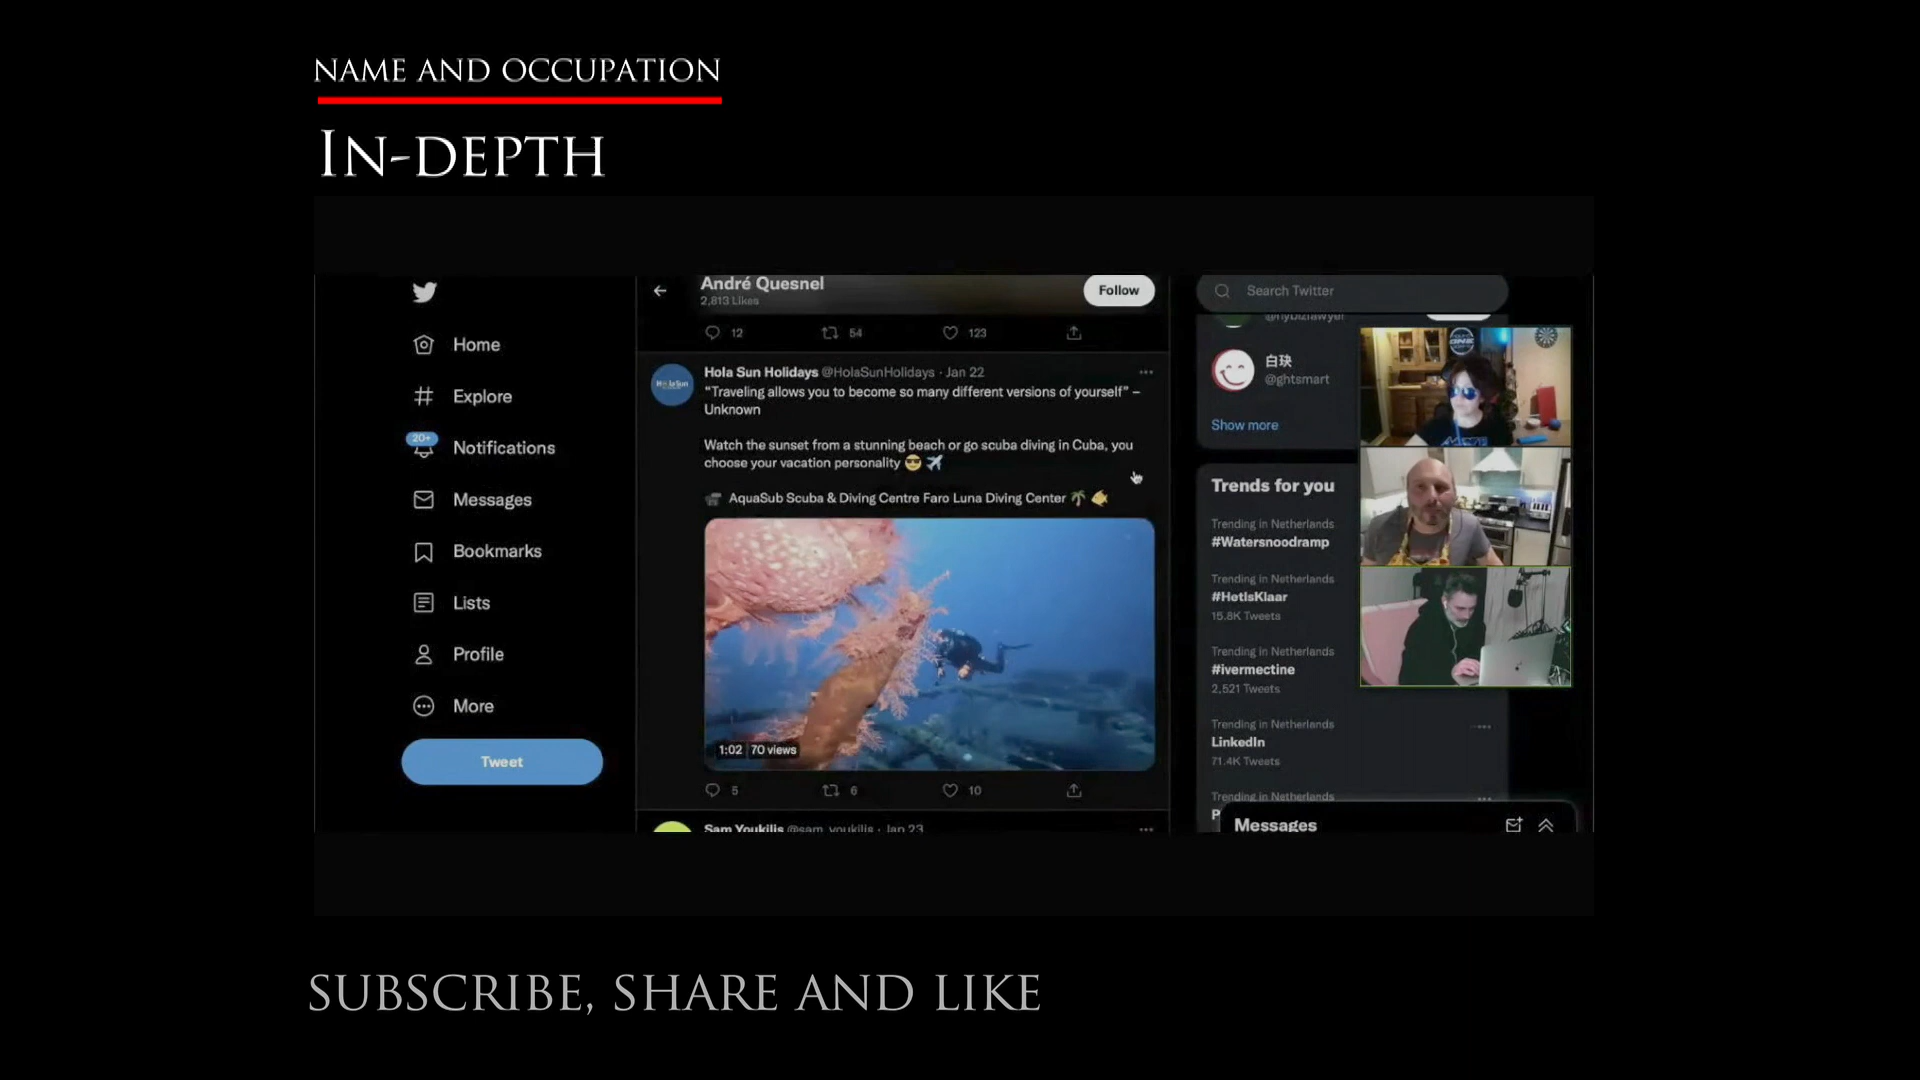 NAME AND OCCUPATION
IN-DEPTH
Home
Explore
20+
Notifications
Messages
Bookmarks
Lists
Profile
More
Tweet
André Quesnel
2,813 Likes
Follow
12 54 123
Hola Sun Holidays @HolaSunHolidays · Jan 22
“Traveling allows you to become so many different versions of yourself” –
Unknown
Watch the sunset from a stunning beach or go scuba diving in Cuba, you
choose your vacation personality
AquaSub Scuba & Diving Centre Faro Luna Diving Center
1:02 70 views
5 6 10
Sam Youkilis @sam_youkilis · Jan 23
Search Twitter
@nybizlawyer
白玦
@ghtsmart
Show more
Trends for you
Trending in Netherlands
#Watersnoodramp
Trending in Netherlands
#HetIsKlaar
15.8K Tweets
Trending in Netherlands
#ivermectine
2,521 Tweets
Trending in Netherlands
LinkedIn
71.4K Tweets
Trending in Netherlands
Messages
SUBSCRIBE, SHARE AND LIKE